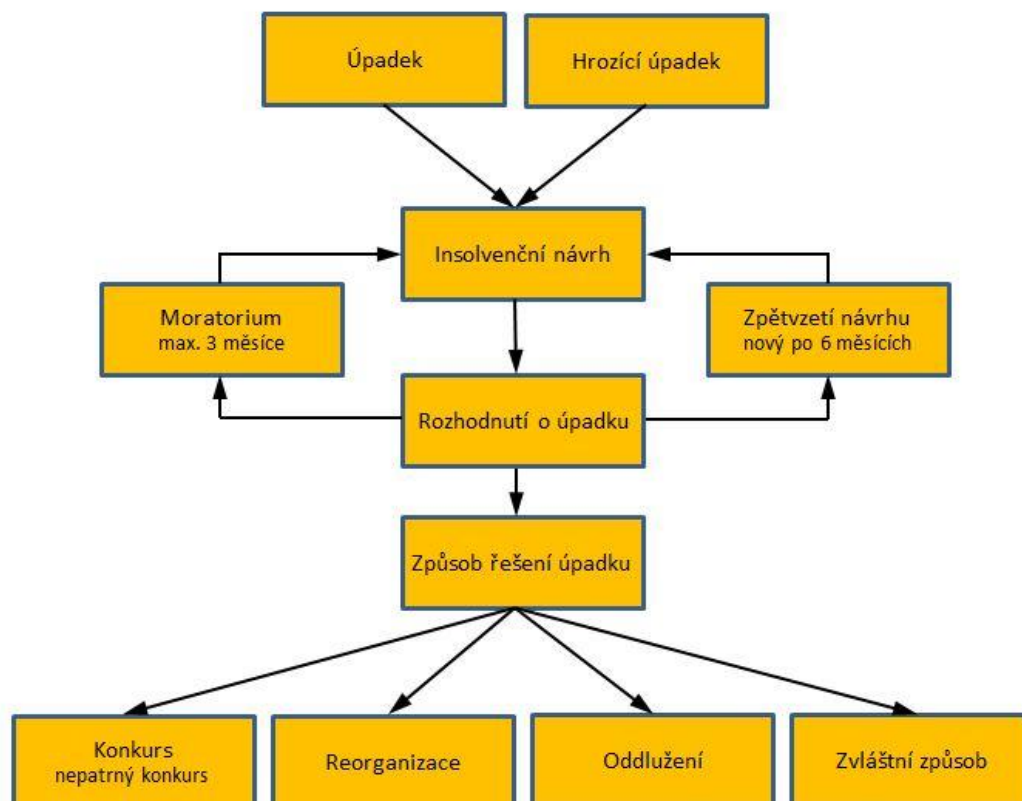 Úpadek
Hrozící úpadek
Insolvenční návrh
Moratorium
max. 3 měsíce
Zpětvzetí návrhu
nový po 6 měsících
Rozhodnutí o úpadku
Způsob řešení úpadku
Konkurs
nepatrný konkurs
Reorganizace
Oddlužení
Zvláštní způsob